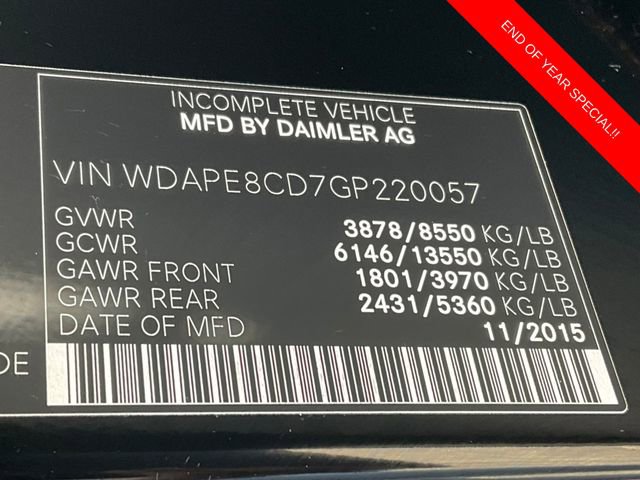 END OF YEAR SPECIAL!!
INCOMPLETE VEHICLE
MFD BY DAIMLER AG
VIN WDAPE8CD7GP220057
GVWR 3878/8550 KG/LB
GCWR 6146/13550 KG/LB
GAWR FRONT 1801/3970 KG/LB
GAWR REAR 2431/5360 KG/LB
DATE OF MFD 11/2015
DE